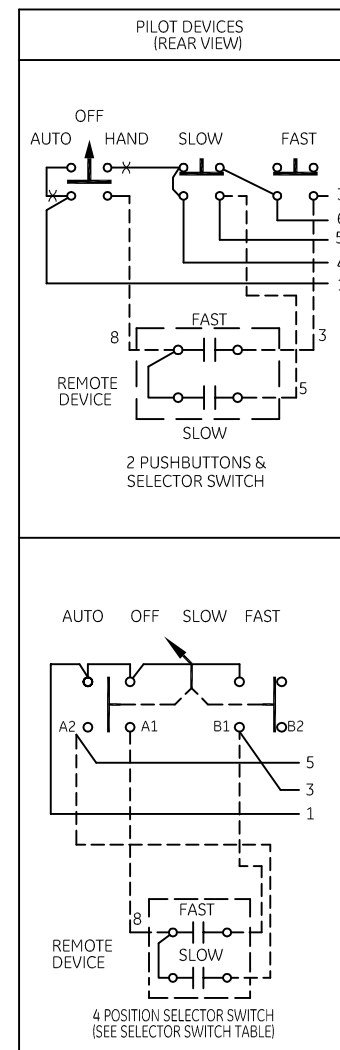 PILOT DEVICES
(REAR VIEW)
OFF
AUTO HAND SLOW FAST
X
X
6
5
4
FAST
8
3
REMOTE
DEVICE
5
SLOW
2 PUSHBUTTONS &
SELECTOR SWITCH
AUTO OFF SLOW FAST
A2 A1 B1 B2
5
3
1
8
FAST
REMOTE
DEVICE
SLOW
4 POSITION SELECTOR SWITCH
(SEE SELECTOR SWITCH TABLE)